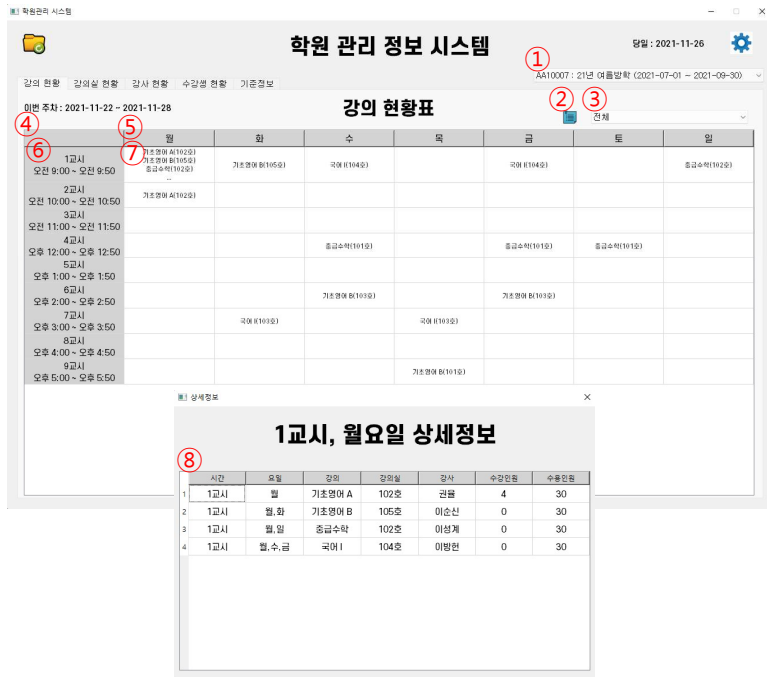 학원관리 시스템
학원 관리 정보 시스템
당일 : 2021-11-26
①
AA10007 : 21년 여름방학 (2021-07-01 ~ 2021-09-30)
강의 현황 강의실 현황 강사 현황 수강생 현황 기준정보
이번 주차 : 2021-11-22 ~ 2021-11-28
강의 현황표
② ③
전체
④ ⑤
월 화 수 목 금 토 일
⑥ ⑦
1교시
오전 9:00 ~ 오전 9:50
기초영어 A(102호)
기초영어 B(105호)
중급수학(102호)
...
기초영어 B(105호) 국어 I(104호) 국어 I(104호) 중급수학(102호)
2교시
오전 10:00 ~ 오전 10:50
기초영어 A(102호)
3교시
오전 11:00 ~ 오전 11:50
4교시
오후 12:00 ~ 오후 12:50
중급수학(101호) 중급수학(101호) 중급수학(101호)
5교시
오후 1:00 ~ 오후 1:50
6교시
오후 2:00 ~ 오후 2:50
기초영어 B(103호) 기초영어 B(103호)
7교시
오후 3:00 ~ 오후 3:50
국어 I(103호) 국어 I(103호)
8교시
오후 4:00 ~ 오후 4:50
9교시
오후 5:00 ~ 오후 5:50
기초영어 B(101호)
상세정보
1교시, 월요일 상세정보
⑧
시간 요일 강의 강의실 강사 수강인원 수용인원
1 1교시 월 기초영어 A 102호 권율 4 30
2 1교시 월,화 기초영어 B 105호 이순신 0 30
3 1교시 월,일 중급수학 102호 이성계 0 30
4 1교시 월,수,금 국어 I 104호 이방헌 0 30